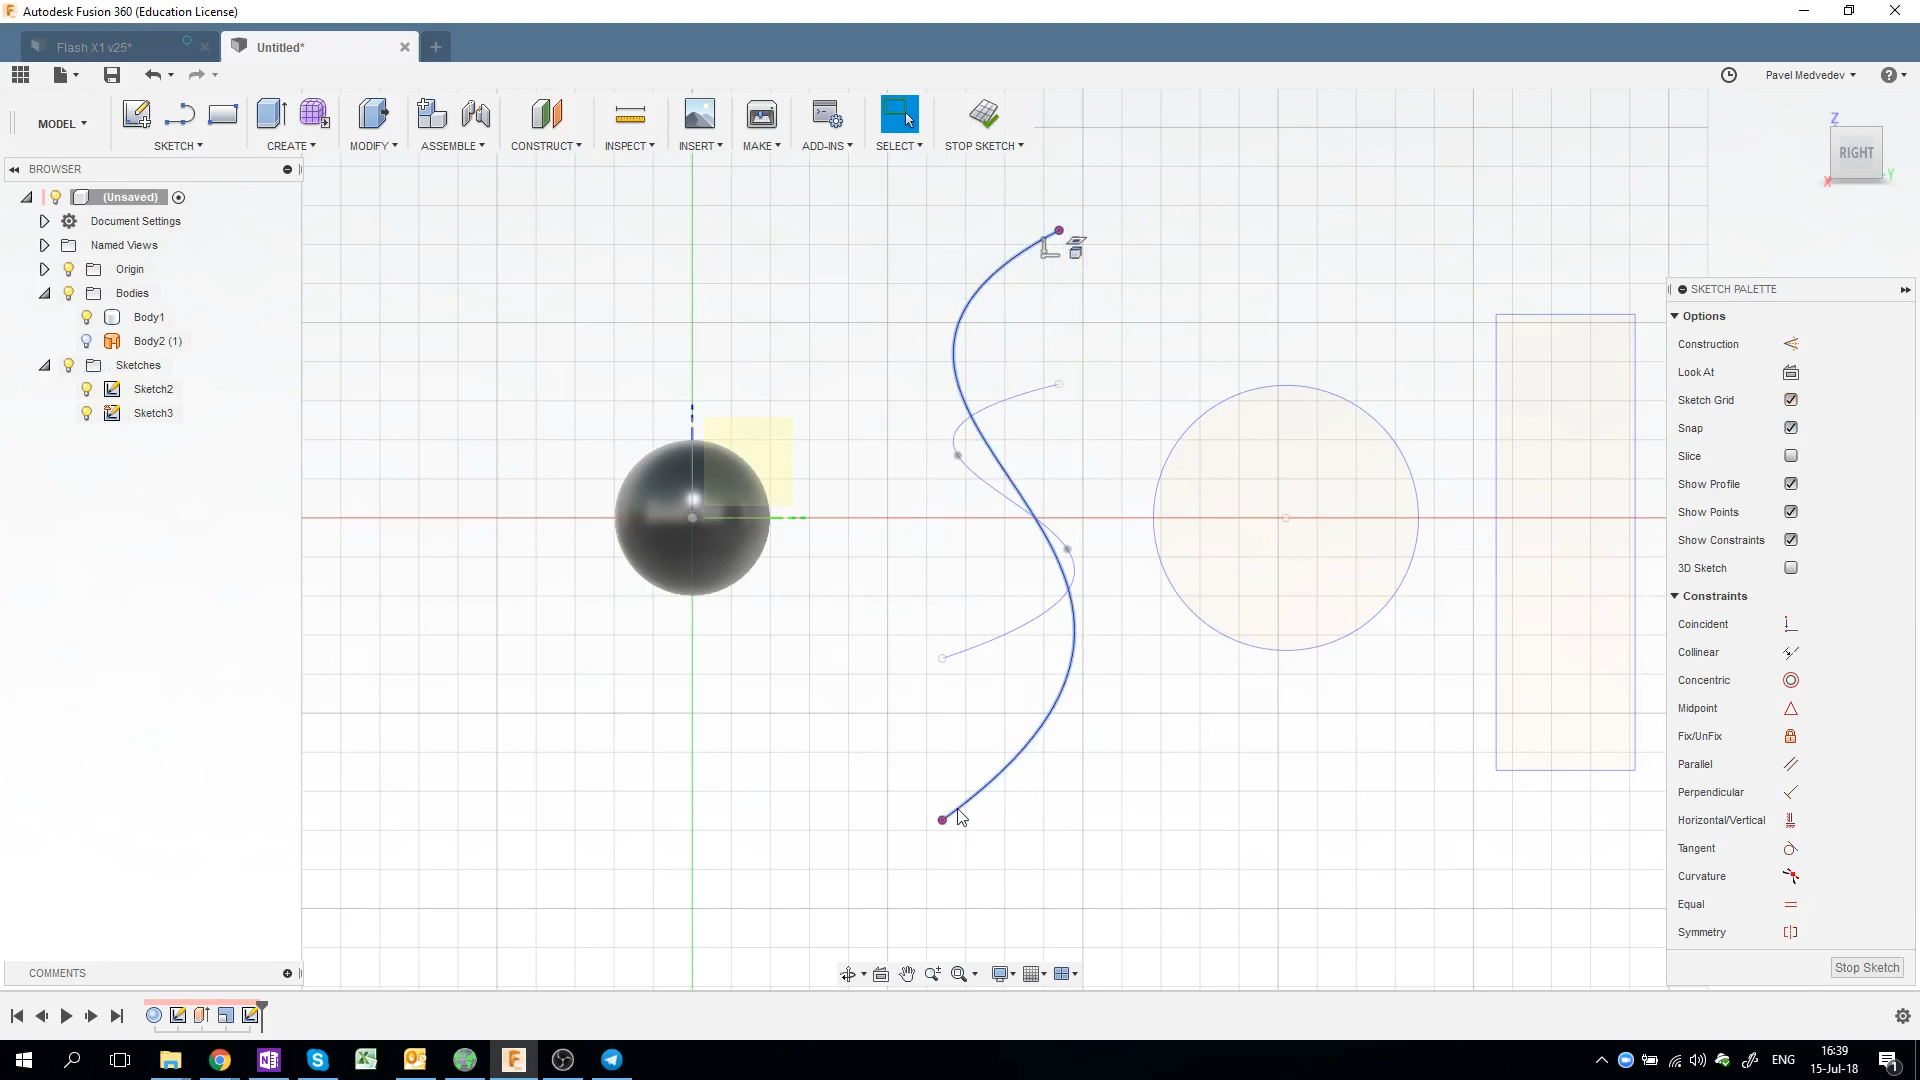 Autodesk Fusion 360 (Education License)
Flash X1 v25*
Untitled*
Pavel Medvedev
MODEL
SKETCH
CREATE
MODIFY
ASSEMBLE
CONSTRUCT
INSPECT
INSERT
MAKE
ADD-INS
SELECT
STOP SKETCH
Z
RIGHT
X
Y
BROWSER
(Unsaved)
Document Settings
Named Views
Origin
Bodies
Body1
Body2 (1)
Sketches
Sketch2
Sketch3
SKETCH PALETTE
Options
Construction
Look At
Sketch Grid
Snap
Slice
Show Profile
Show Points
Show Constraints
3D Sketch
Constraints
Coincident
Collinear
Concentric
Midpoint
Fix/UnFix
Parallel
Perpendicular
Horizontal/Vertical
Tangent
Curvature
Equal
Symmetry
Stop Sketch
COMMENTS
ENG
16:39
15-Jul-18
1